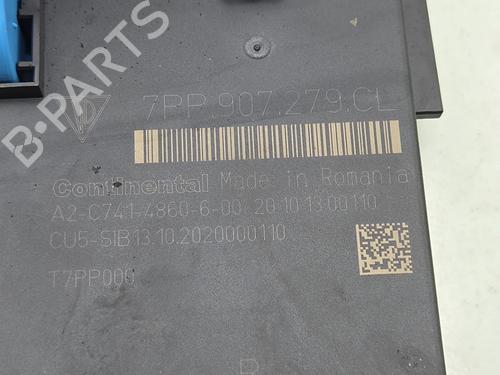 7PP.907.279.CL
Continental Made in Romania
A2-C741-4860-6-00 20.10.13.00110
CU5-SIB13.10.2020000110
T7PP000
B-PARTS